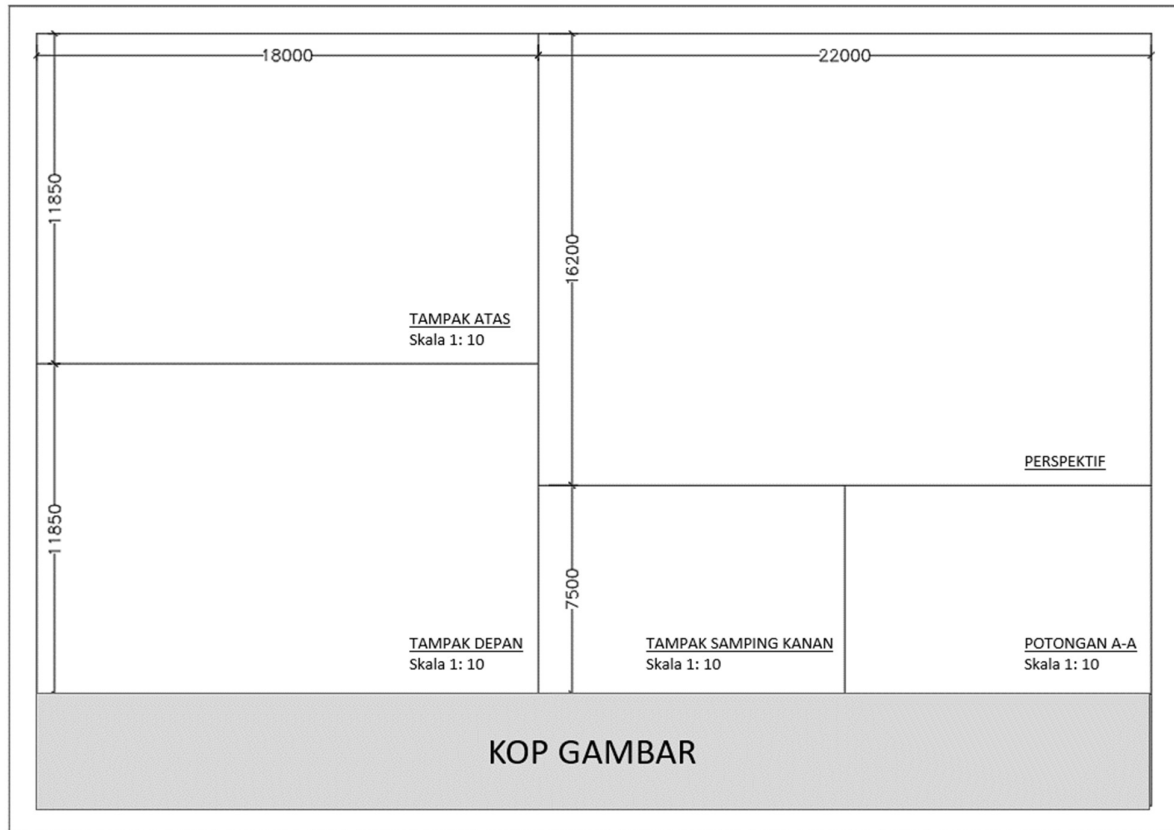 18000
22000
11850
16200
TAMPAK ATAS
Skala 1: 10
PERSPEKTIF
11850
7500
TAMPAK DEPAN
Skala 1: 10
TAMPAK SAMPING KANAN
Skala 1: 10
POTONGAN A-A
Skala 1: 10
KOP GAMBAR